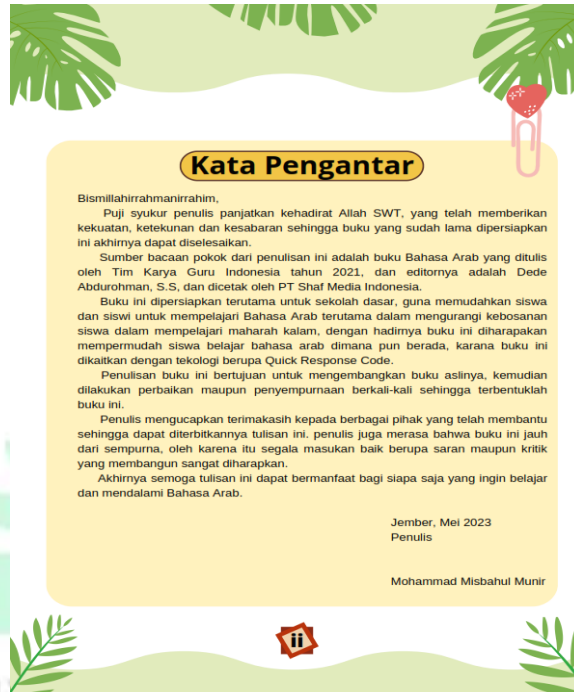 Kata Pengantar
Bismillahirrahmanirrahim,
Puji syukur penulis panjatkan kehadirat Allah SWT, yang telah memberikan
kekuatan, ketekunan dan kesabaran sehingga buku yang sudah lama dipersiapkan
ini akhirnya dapat diselesaikan.
Sumber bacaan pokok dari penulisan ini adalah buku Bahasa Arab yang ditulis
oleh Tim Karya Guru Indonesia tahun 2021, dan editornya adalah Dede
Abdurohman, S.S, dan dicetak oleh PT Shaf Media Indonesia.
Buku ini dipersiapkan terutama untuk sekolah dasar, guna memudahkan siswa
dan siswi untuk mempelajari Bahasa Arab terutama dalam mengurangi kebosanan
siswa dalam mempelajari maharah kalam, dengan hadirnya buku ini diharapakan
mempermudah siswa belajar bahasa arab dimana pun berada, karana buku ini
dikaitkan dengan tekologi berupa Quick Response Code.
Penulisan buku ini bertujuan untuk mengembangkan buku aslinya, kemudian
dilakukan perbaikan maupun penyempurnaan berkali-kali sehingga terbentuklah
buku ini.
Penulis mengucapkan terimakasih kepada berbagai pihak yang telah membantu
sehingga dapat diterbitkannya tulisan ini. penulis juga merasa bahwa buku ini jauh
dari sempurna, oleh karena itu segala masukan baik berupa saran maupun kritik
yang membangun sangat diharapkan.
Akhirnya semoga tulisan ini dapat bermanfaat bagi siapa saja yang ingin belajar
dan mendalami Bahasa Arab.
Jember, Mei 2023
Penulis
Mohammad Misbahul Munir
ii